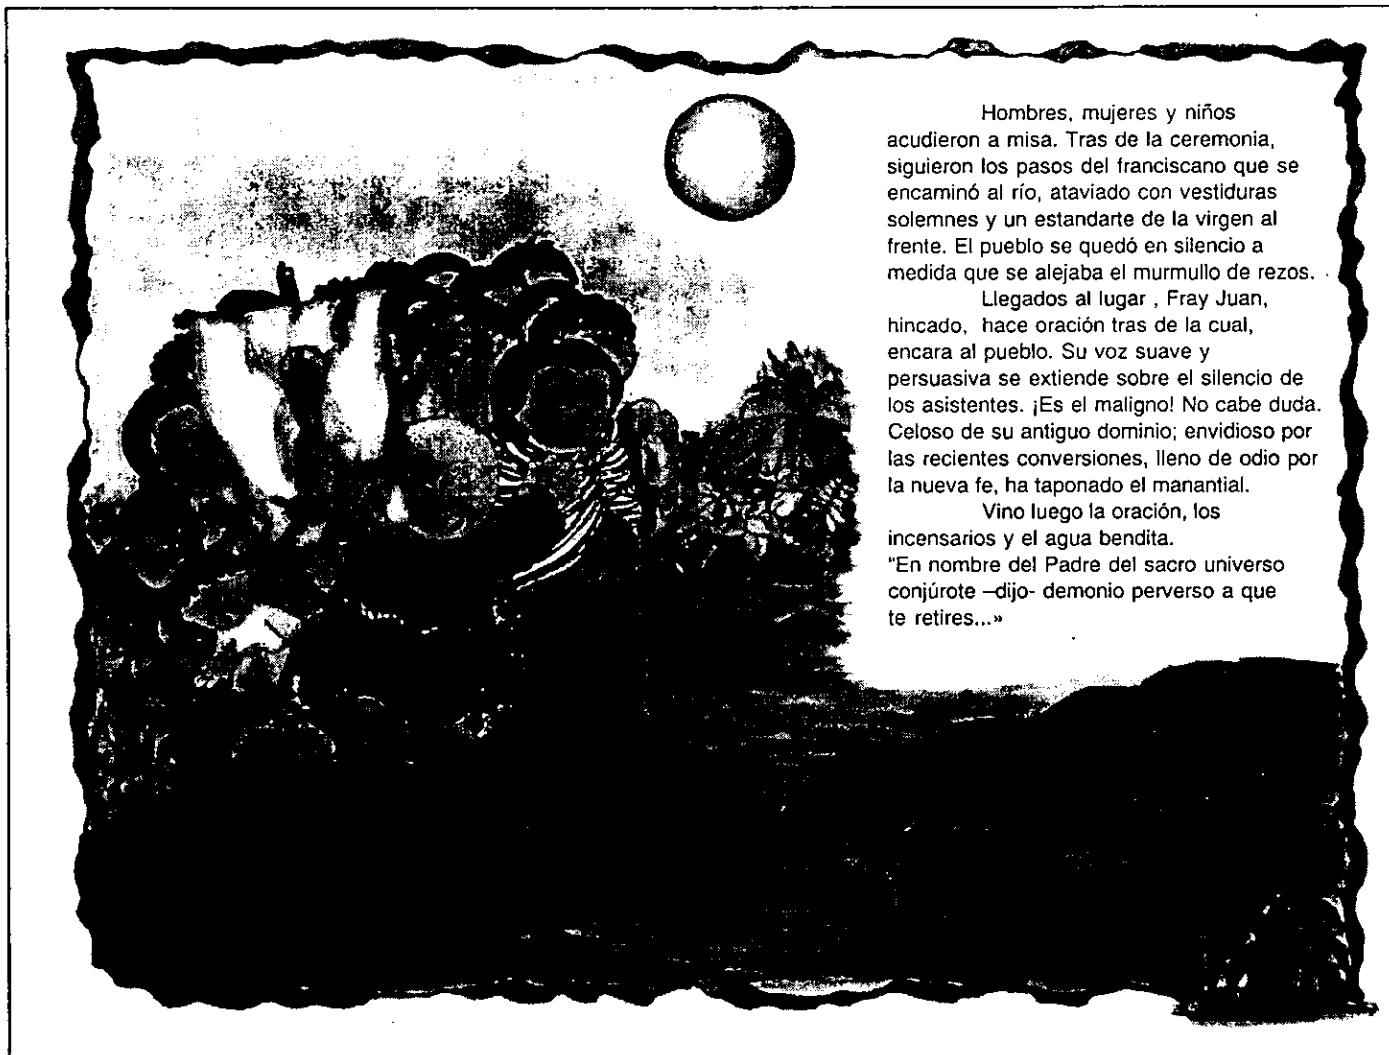 Hombres, mujeres y niños
acudieron a misa. Tras de la ceremonia,
siguieron los pasos del franciscano que se
encaminó al río, ataviado con vestiduras
solemnes y un estandarte de la virgen al
frente. El pueblo se quedó en silencio a
medida que se alejaba el murmullo de rezos.
Llegados al lugar , Fray Juan,
hincado, hace oración tras de la cual,
encara al pueblo. Su voz suave y
persuasiva se extiende sobre el silencio de
los asistentes. ¡Es el maligno! No cabe duda.
Celoso de su antiguo dominio; envidioso por
las recientes conversiones, lleno de odio por
la nueva fe, ha taponado el manantial.
Vino luego la oración, los
incensarios y el agua bendita.
"En nombre del Padre del sacro universo
conjúrote –dijo- demonio perverso a que
te retires...»